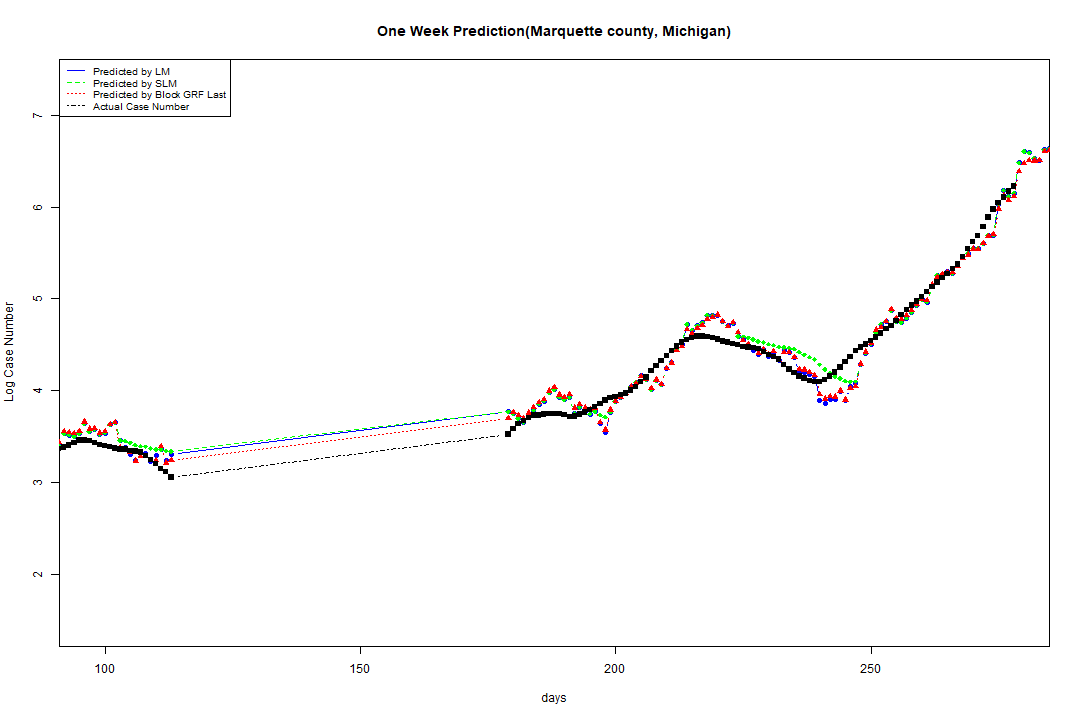 One Week Prediction(Marquette county, Michigan)
Predicted by LM
Predicted by SLM
Predicted by Block GRF Last
Actual Case Number
7
6
5
4
3
2
Log Case Number
100 150 200 250
days